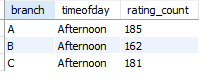 branch timeofday rating_count
A Afternoon 185
B Afternoon 162
C Afternoon 181